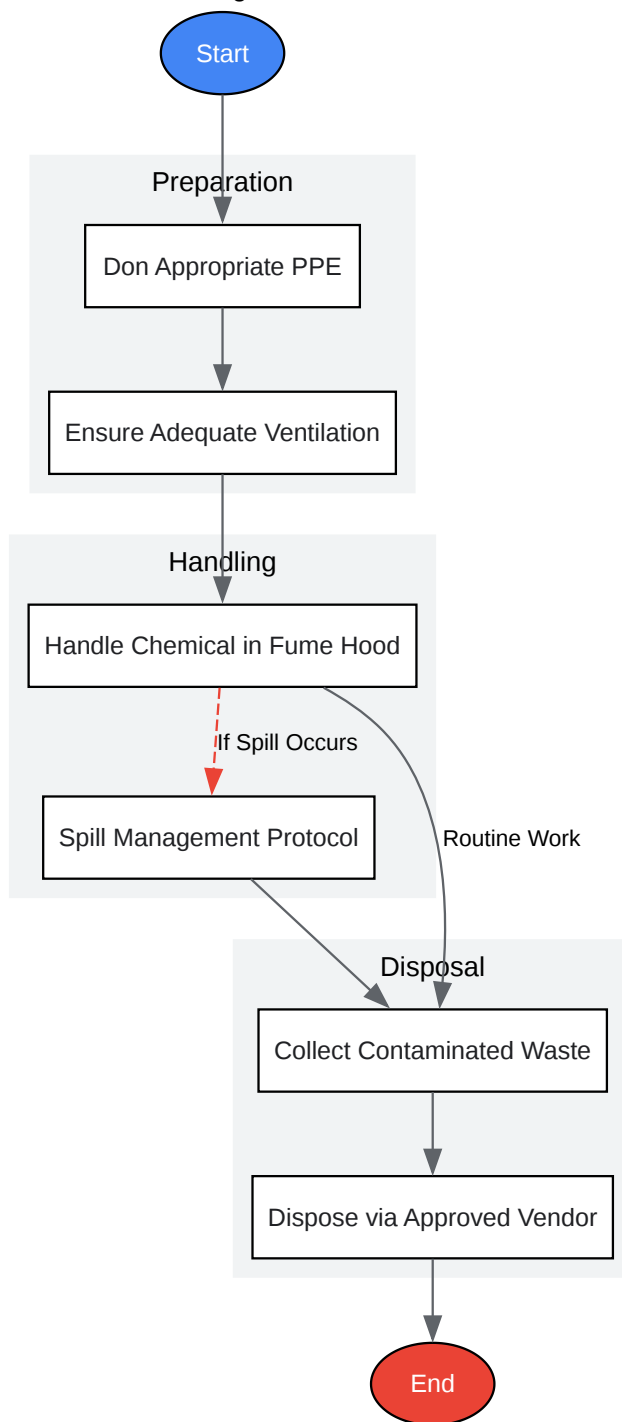 Start
Preparation
Don Appropriate PPE
Ensure Adequate Ventilation
Handling
Handle Chemical in Fume Hood
If Spill Occurs
Spill Management Protocol
Routine Work
Disposal
Collect Contaminated Waste
Dispose via Approved Vendor
End